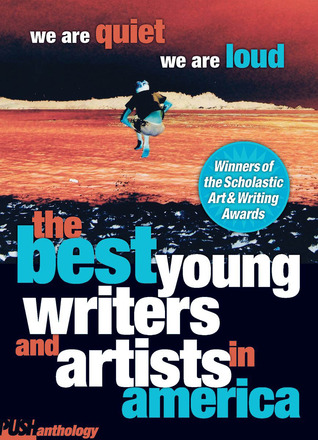 we are quiet
we are loud
Winners of
the Scholastic
Art & Writing
Awards
the
best young
writers
and artists in
america
PUSH anthology